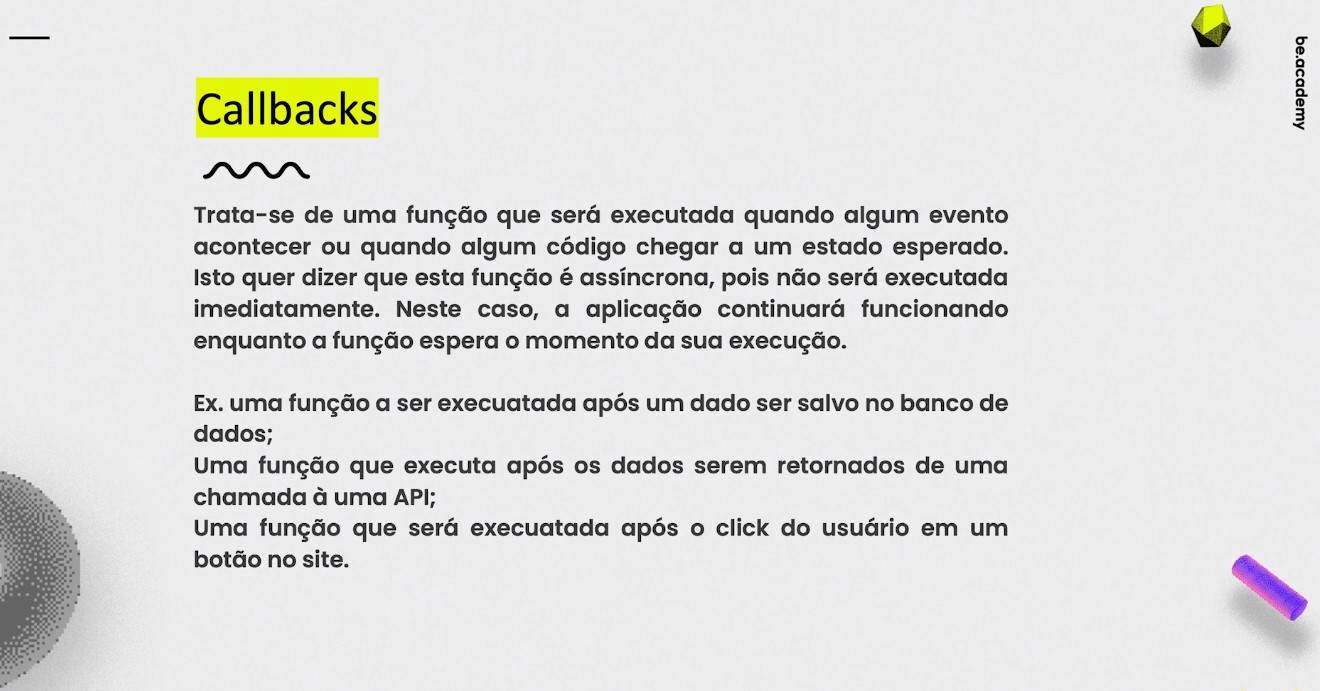 be.academy
Callbacks
Trata-se de uma função que será executada quando algum evento
acontecer ou quando algum código chegar a um estado esperado.
Isto quer dizer que esta função é assíncrona, pois não será executada
imediatamente. Neste caso, a aplicação continuará funcionando
enquanto a função espera o momento da sua execução.
Ex. uma função a ser execuatada após um dado ser salvo no banco de
dados;
Uma função que executa após os dados serem retornados de uma
chamada à uma API;
Uma função que será execuatada após o click do usuário em um
botão no site.